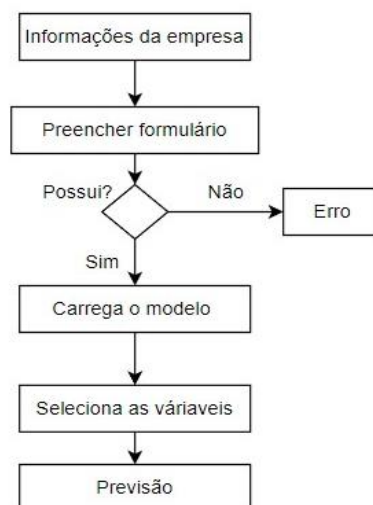 Informações da empresa
Preencher formulário
Possui?
Não
Erro
Sim
Carrega o modelo
Seleciona as váriaveis
Previsão